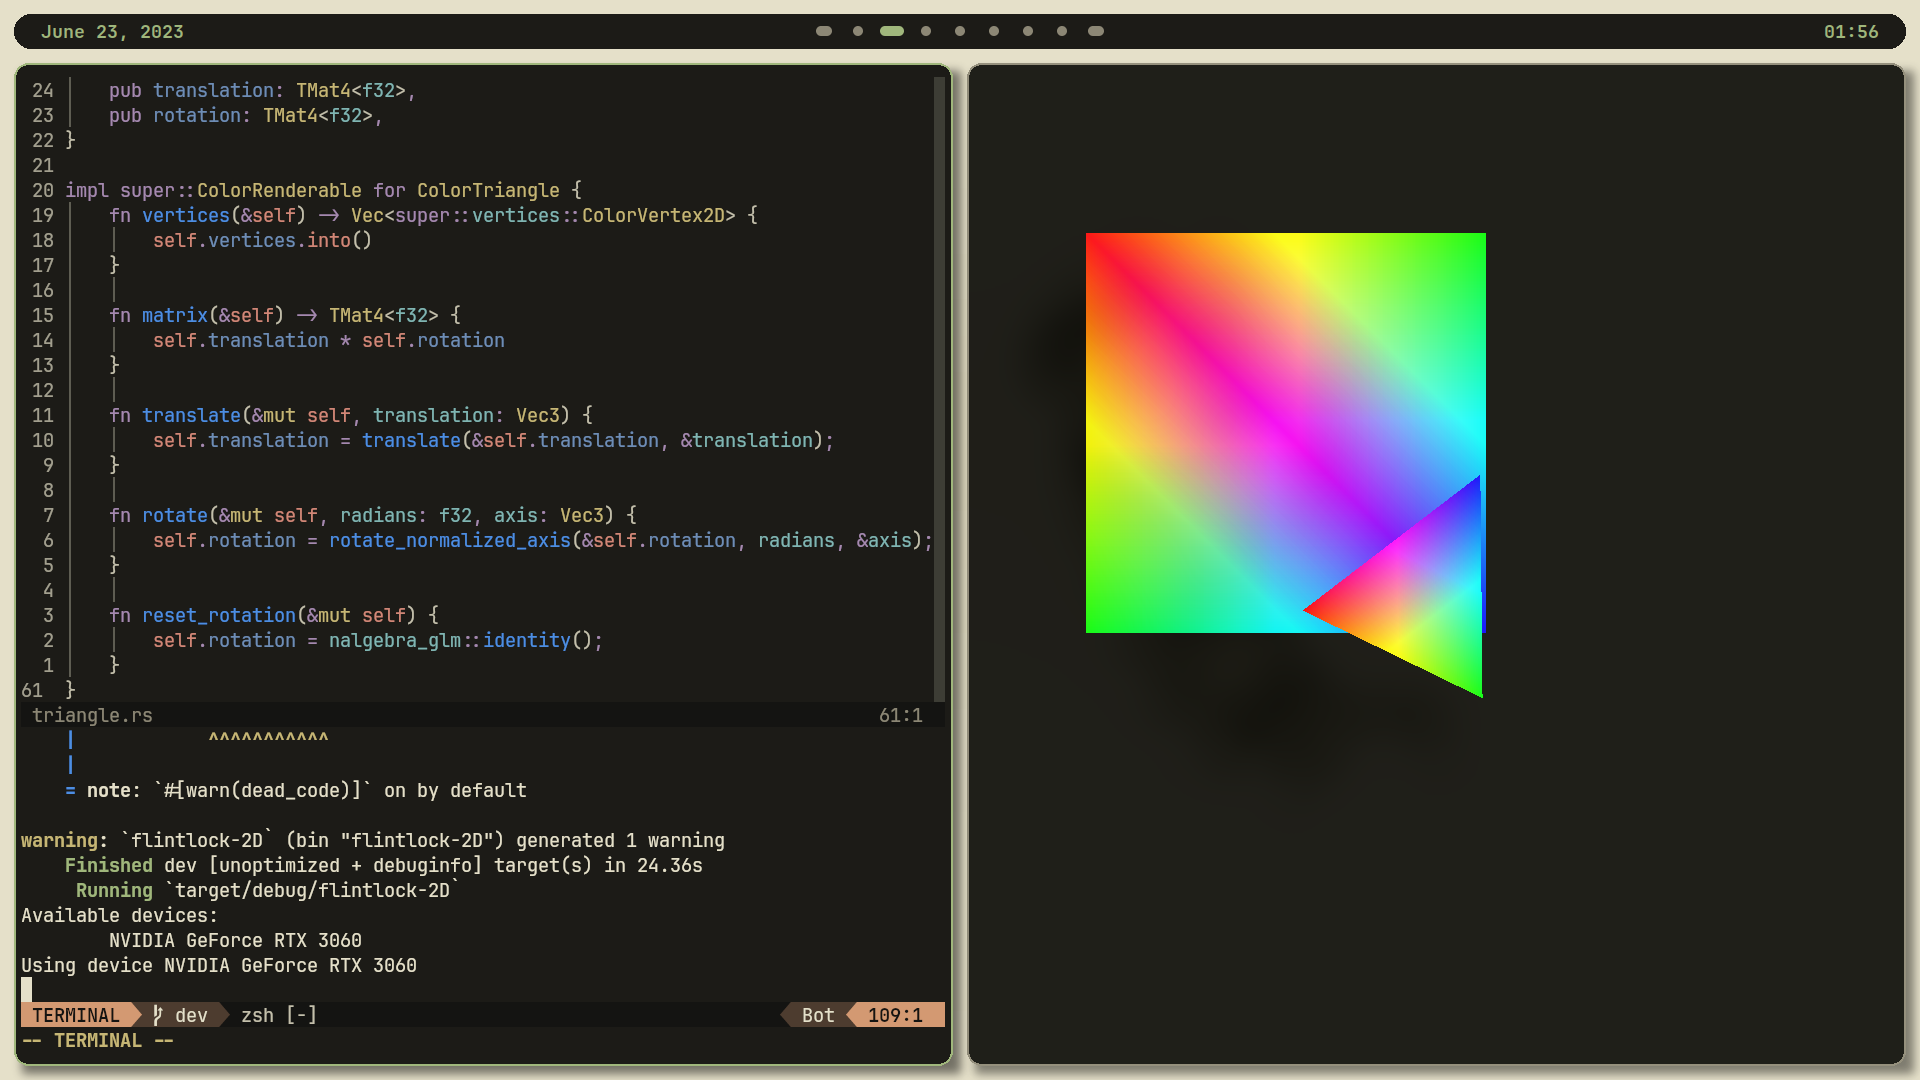 June 23, 2023
01:56
24 pub translation: TMat4<f32>,
23 pub rotation: TMat4<f32>,
22 }
21
20 impl super::ColorRenderable for ColorTriangle {
19 fn vertices(&self) -> Vec<super::vertices::ColorVertex2D> {
18 self.vertices.into()
17 }
16
15 fn matrix(&self) -> TMat4<f32> {
14 self.translation * self.rotation
13 }
12
11 fn translate(&mut self, translation: Vec3) {
10 self.translation = translate(&self.translation, &translation);
9 }
8
7 fn rotate(&mut self, radians: f32, axis: Vec3) {
6 self.rotation = rotate_normalized_axis(&self.rotation, radians, &axis);
5 }
4
3 fn reset_rotation(&mut self) {
2 self.rotation = nalgebra_glm::identity();
1 }
61 }
triangle.rs 61:1
| ^^^^^^^^^^^
|
= note: `#[warn(dead_code)]` on by default
warning: `flintlock-2D` (bin "flintlock-2D") generated 1 warning
Finished dev [unoptimized + debuginfo] target(s) in 24.36s
Running `target/debug/flintlock-2D`
Available devices:
NVIDIA GeForce RTX 3060
Using device NVIDIA GeForce RTX 3060
TERMINAL dev zsh [-] Bot 109:1
-- TERMINAL --